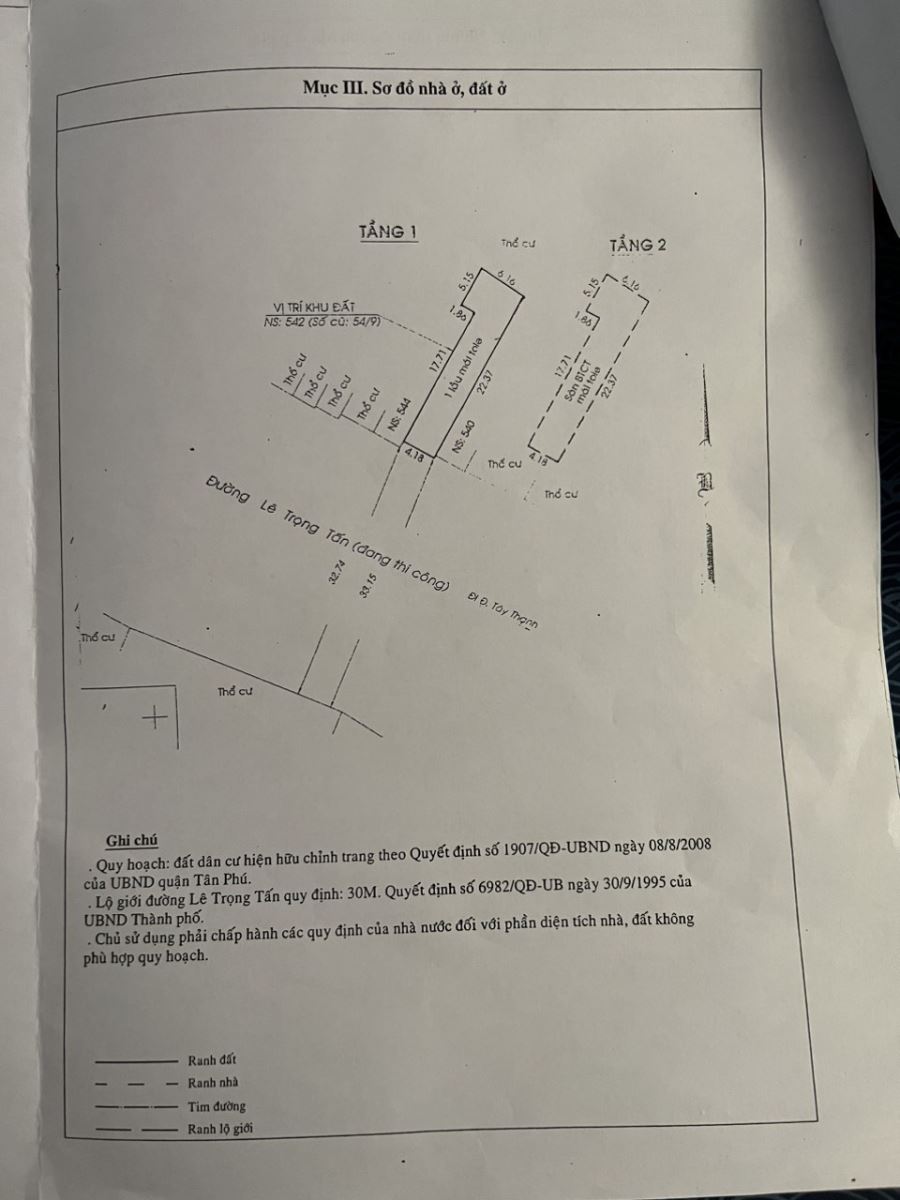 Mục III. Sơ đồ nhà ở, đất ở
TẦNG 1
Thổ cư
TẦNG 2
5.15
6.16
5.15
6.16
VỊ TRÍ KHU ĐẤT
NS: 542 (Số cũ: 54/9)
1.86
1.86
17.71
1 lầu mái tole
22.37
17.71
Sàn BTCT
mái tole
22.37
Thổ cư
Thổ cư
Thổ cư
Thổ cư
NS: 544
4.18
NS: 540
4.18
Thổ cư
Thổ cư
Đường Lê Trọng Tấn (đang thi công)
Đi Đ. Tây Thạnh
32.74
33.15
Thổ cư
Thổ cư
Ghi chú
. Quy hoạch: đất dân cư hiện hữu chỉnh trang theo Quyết định số 1907/QĐ-UBND ngày 08/8/2008
của UBND quận Tân Phú.
. Lộ giới đường Lê Trọng Tấn quy định: 30M. Quyết định số 6982/QĐ-UB ngày 30/9/1995 của
UBND Thành phố.
. Chủ sử dụng phải chấp hành các quy định của nhà nước đối với phần diện tích nhà, đất không
phù hợp quy hoạch.
Ranh đất
Ranh nhà
Tim đường
Ranh lộ giới